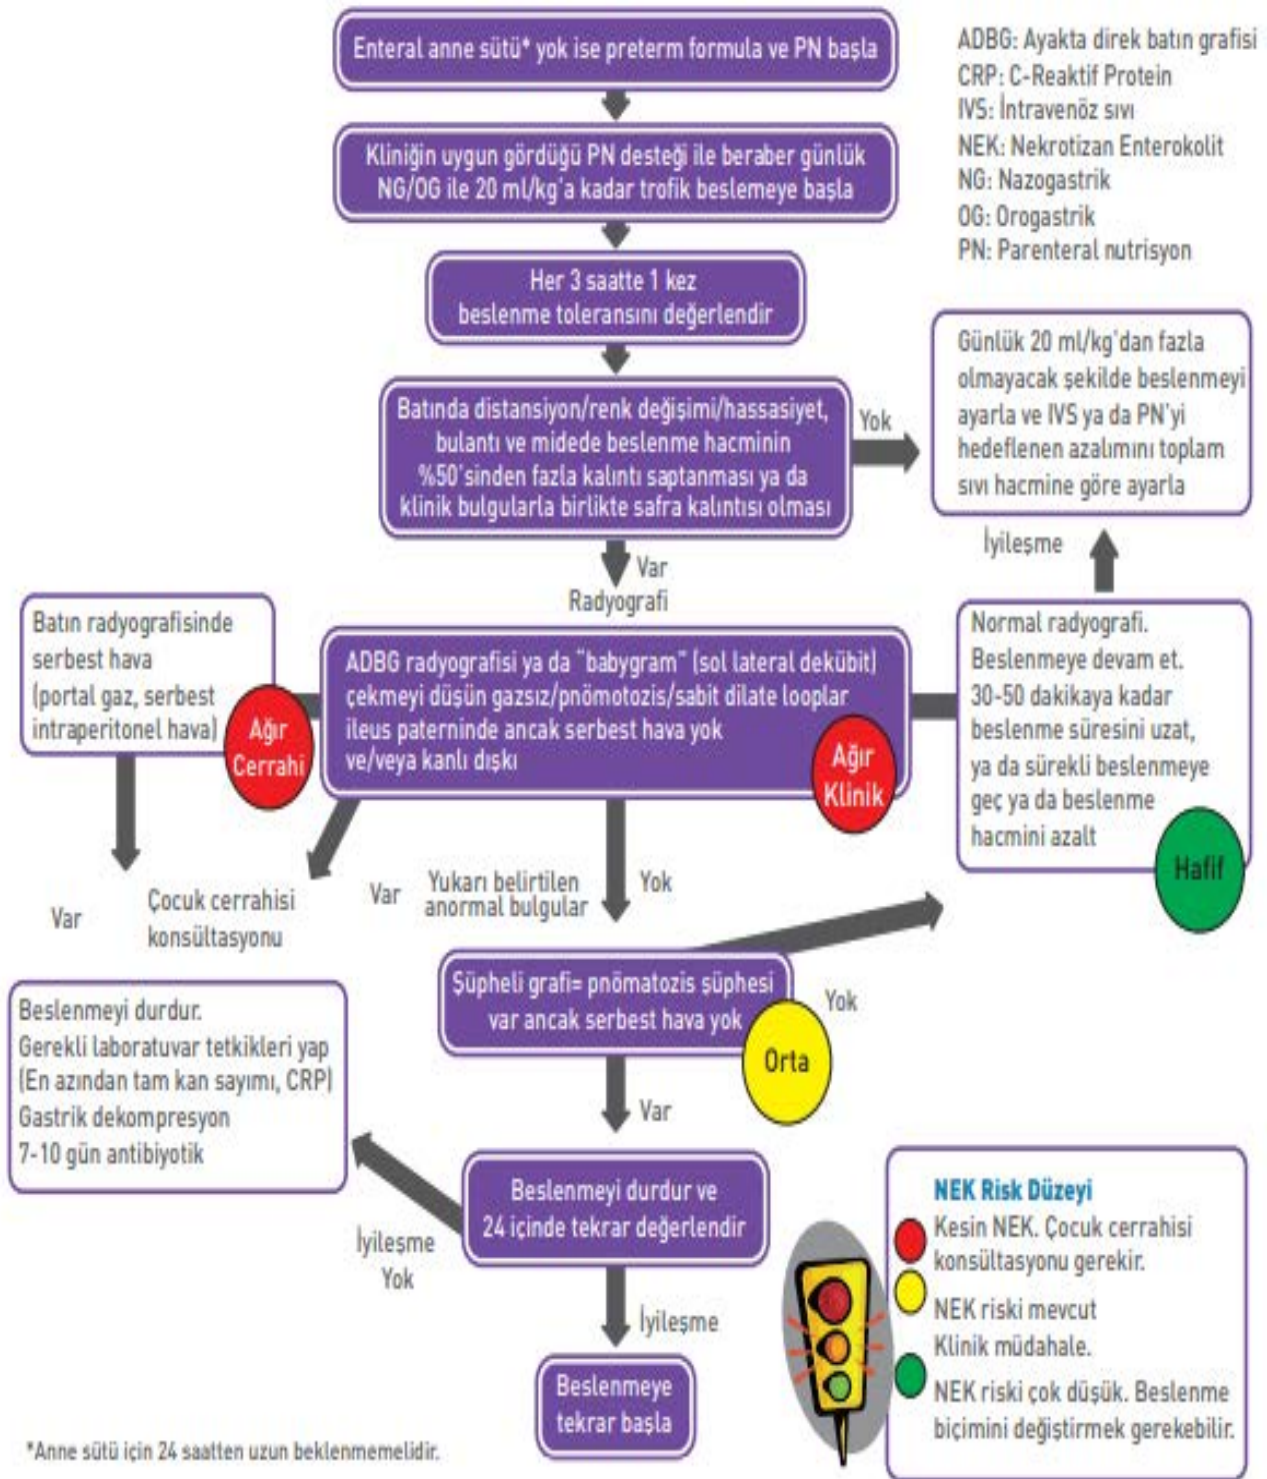 Enteral anne sütü* yok ise preterm formula ve PN başla
ADBG: Ayakta direk batın grafisi
CRP: C-Reaktif Protein
IVS: İntravenöz sıvı
NEK: Nekrotizan Enterokolit
NG: Nazogastrik
OG: Orogastrik
PN: Parenteral nutrisyon
Kliniğin uygun gördüğü PN desteği ile beraber günlük
NG/OG ile 20 ml/kg'a kadar trofik beslemeye başla
Her 3 saatte 1 kez
beslenme toleransını değerlendir
Batında distansiyon/renk değişimi/hassasiyet,
bulantı ve midede beslenme hacminin
%50'sinden fazla kalıntı saptanması ya da
klinik bulgularla birlikte safra kalıntısı olması
Yok
Günlük 20 ml/kg'dan fazla
olmayacak şekilde beslenmeyi
ayarla ve IVS ya da PN'yi
hedeflenen azalımını toplam
sıvı hacmine göre ayarla
İyileşme
Var
Radyografi
Batın radyografisinde
serbest hava
(portal gaz, serbest
intraperitonel hava)
Ağır
Cerrahi
ADBG radyografisi ya da "babygram" (sol lateral dekübit)
çekmeyi düşün gazsız/pnömotozis/sabit dilate looplar
ileus paterninde ancak serbest hava yok
ve/veya kanlı dışkı
Ağır
Klinik
Normal radyografi.
Beslenmeye devam et.
30-50 dakikaya kadar
beslenme süresini uzat,
ya da sürekli beslenmeye
geç ya da beslenme
hacmini azalt
Hafif
Var
Çocuk cerrahisi
konsültasyonu
Var
Yukarı belirtilen
anormal bulgular
Yok
Şüpheli grafi= pnömatozis şüphesi
var ancak serbest hava yok
Orta
Yok
Beslenmeyi durdur.
Gerekli laboratuvar tetkikleri yap
(En azından tam kan sayımı, CRP)
Gastrik dekompresyon
7-10 gün antibiyotik
Var
Beslenmeyi durdur ve
24 içinde tekrar değerlendir
İyileşme
Yok
İyileşme
Beslenmeye
tekrar başla
NEK Risk Düzeyi
Kesin NEK. Çocuk cerrahisi
konsültasyonu gerekir.
NEK riski mevcut
Klinik müdahale.
NEK riski çok düşük. Beslenme
biçimini değiştirmek gerekebilir.
*Anne sütü için 24 saatten uzun beklenmemelidir.